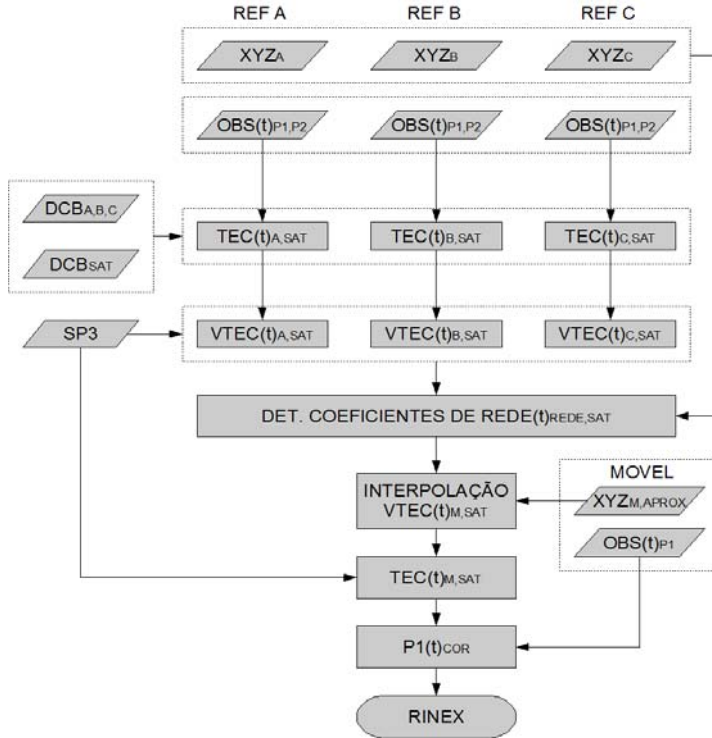 REF A REF B REF C
XYZA XYZB XYZC
OBS(t)P1,P2 OBS(t)P1,P2 OBS(t)P1,P2
DCBA,B,C
TEC(t)A,SAT TEC(t)B,SAT TEC(t)C,SAT
DCBSAT
SP3
VTEC(t)A,SAT VTEC(t)B,SAT VTEC(t)C,SAT
DET. COEFICIENTES DE REDE(t)REDE,SAT
MOVEL
INTERPOLAÇÃO
VTEC(t)M,SAT
XYZM,APROX
OBS(t)P1
TEC(t)M,SAT
P1(t)COR
RINEX